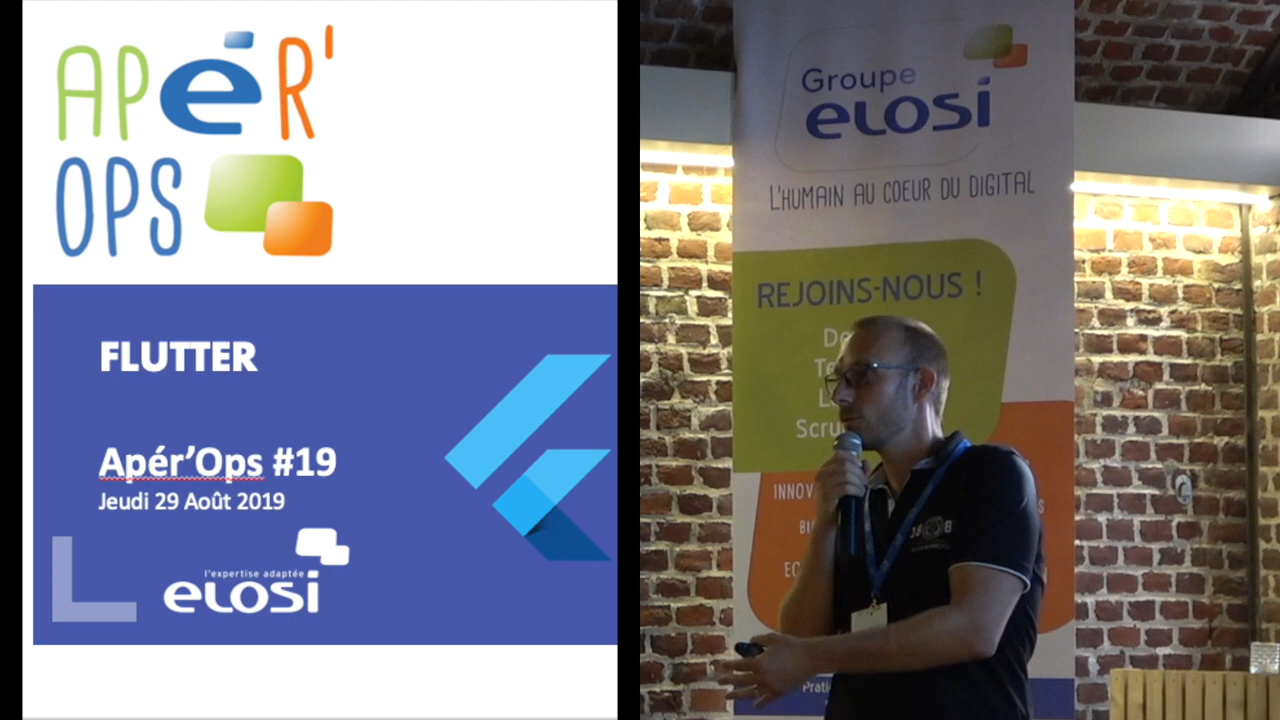 APéR'
OPS
FLUTTER
Apér'Ops #19
Jeudi 29 Août 2019
l'expertise adaptée
eLOSi
Groupe
eLOSi
L'HUMAIN AU COEUR DU DIGITAL
REJOINS-NOUS !